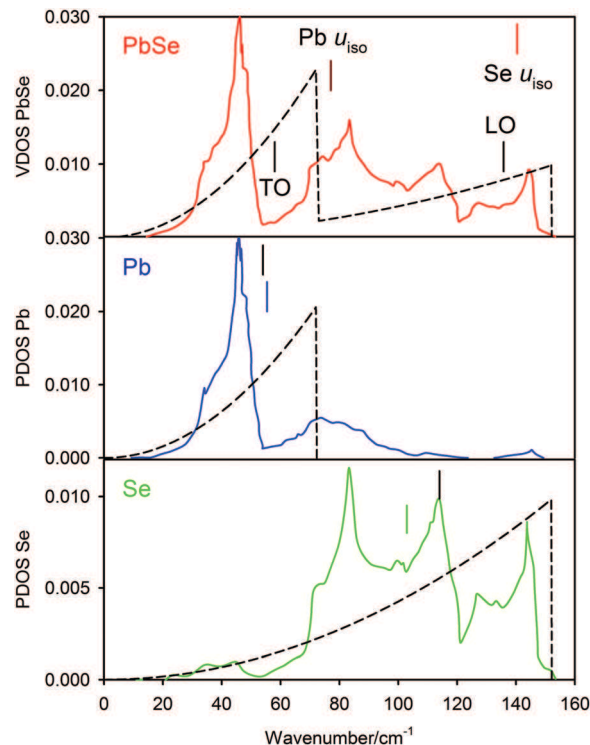 0.030
PbSe
Pb u_iso
Se u_iso
0.020
VDOS PbSe
LO
0.010
TO
0.030
Pb
0.020
PDOS Pb
0.010
0.000
Se
0.010
PDOS Se
0.005
0.000
0 20 40 60 80 100 120 140 160
Wavenumber/cm⁻¹